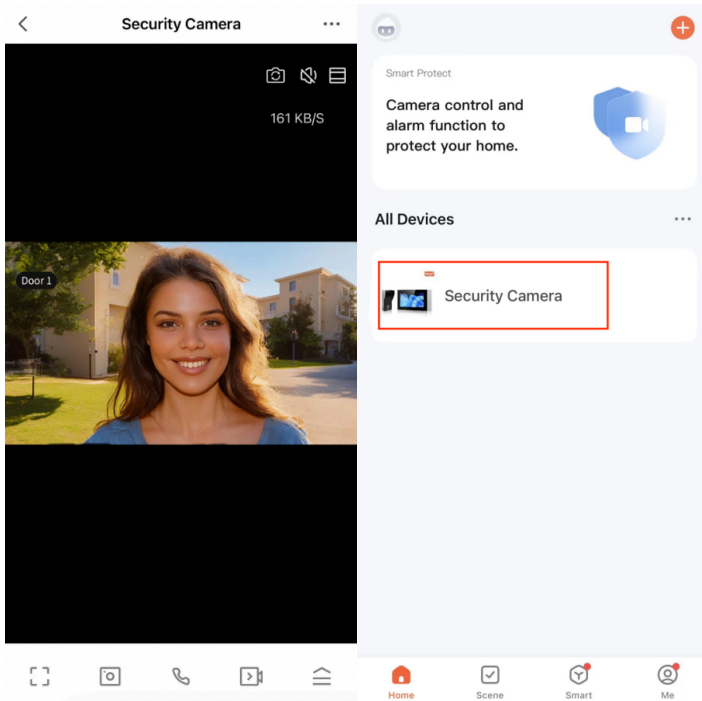 Security Camera
161 KB/S
Door 1
Smart Protect
Camera control and
alarm function to
protect your home.
All Devices
Security Camera
Home
Scene
Smart
Me